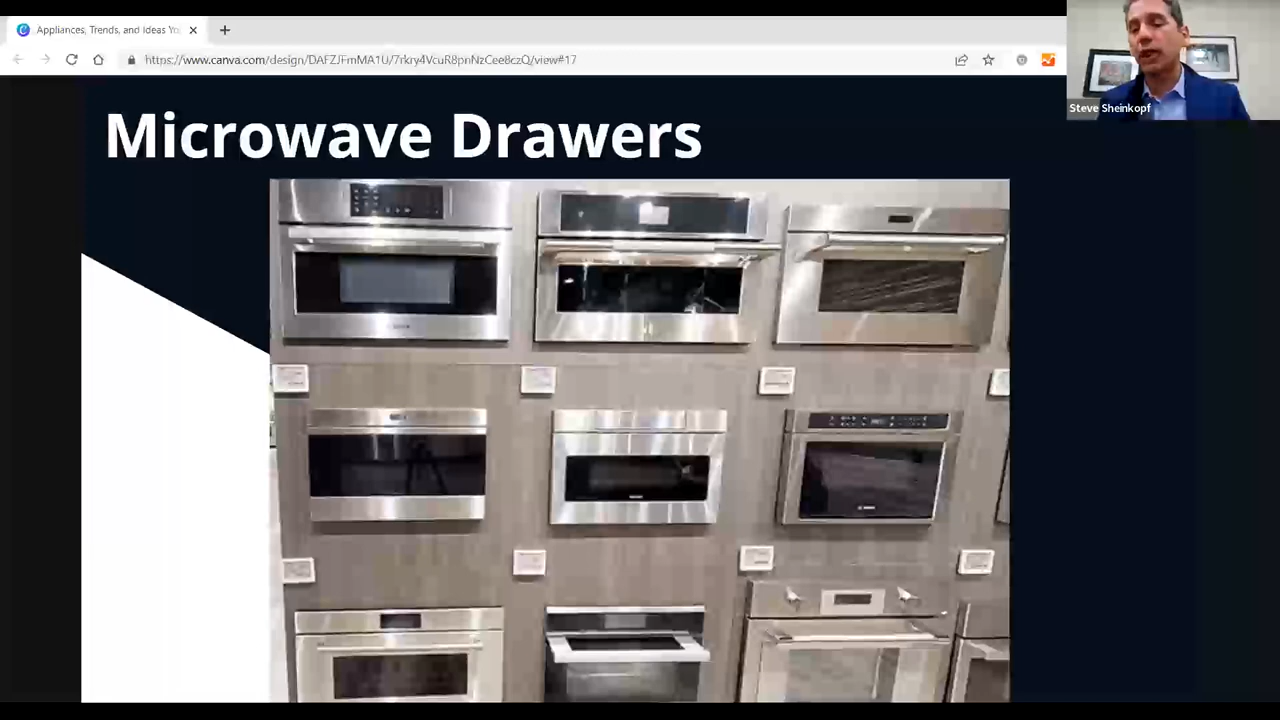 Appliances, Trends, and Ideas Yo
https://www.canva.com/design/DAFZJFmMA1U/7rkry4VcuR8pnNzCee8czQ/view#17
Steve Sheinkopf
Microwave Drawers